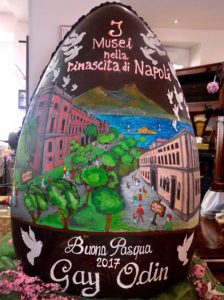 I
Musei
nella
rinascita di Napoli
Buona Pasqua
2017
Gay Odin